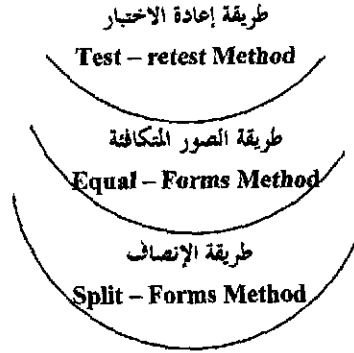 طريقة إعادة الاختبار
Test – retest Method
طريقة الصور المتكافئة
Equal – Forms Method
طريقة الإنصاف
Split – Forms Method